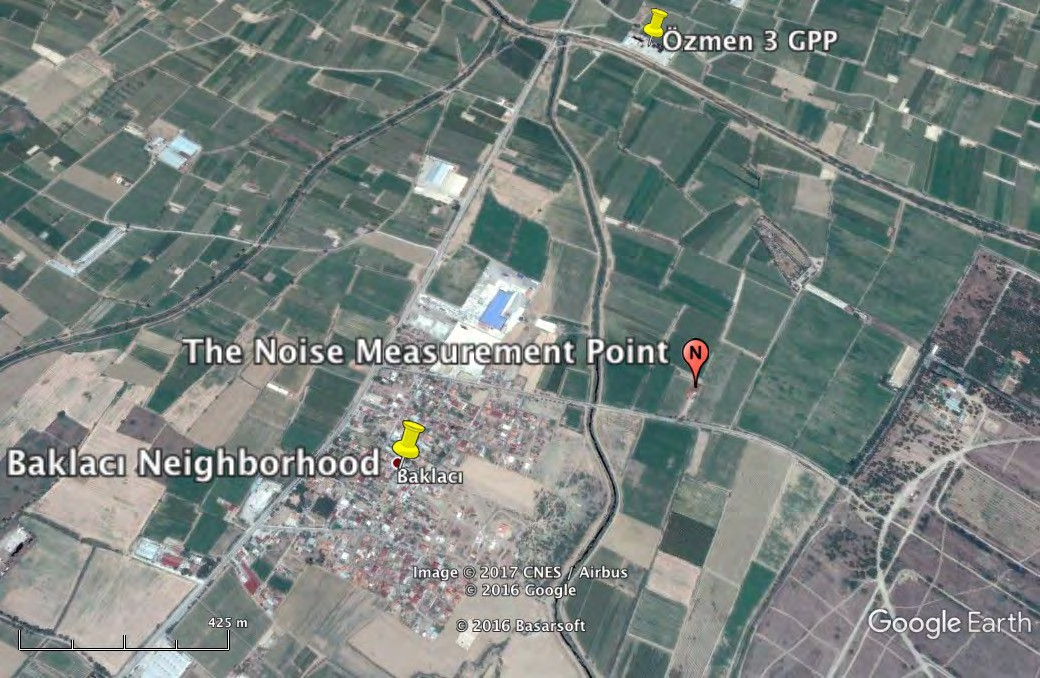 Özmen 3 GPP
The Noise Measurement Point
N
Baklacı Neighborhood
Baklacı
Image © 2017 CNES / Airbus
© 2016 Google
© 2016 Basarsoft
425 m
Google Earth